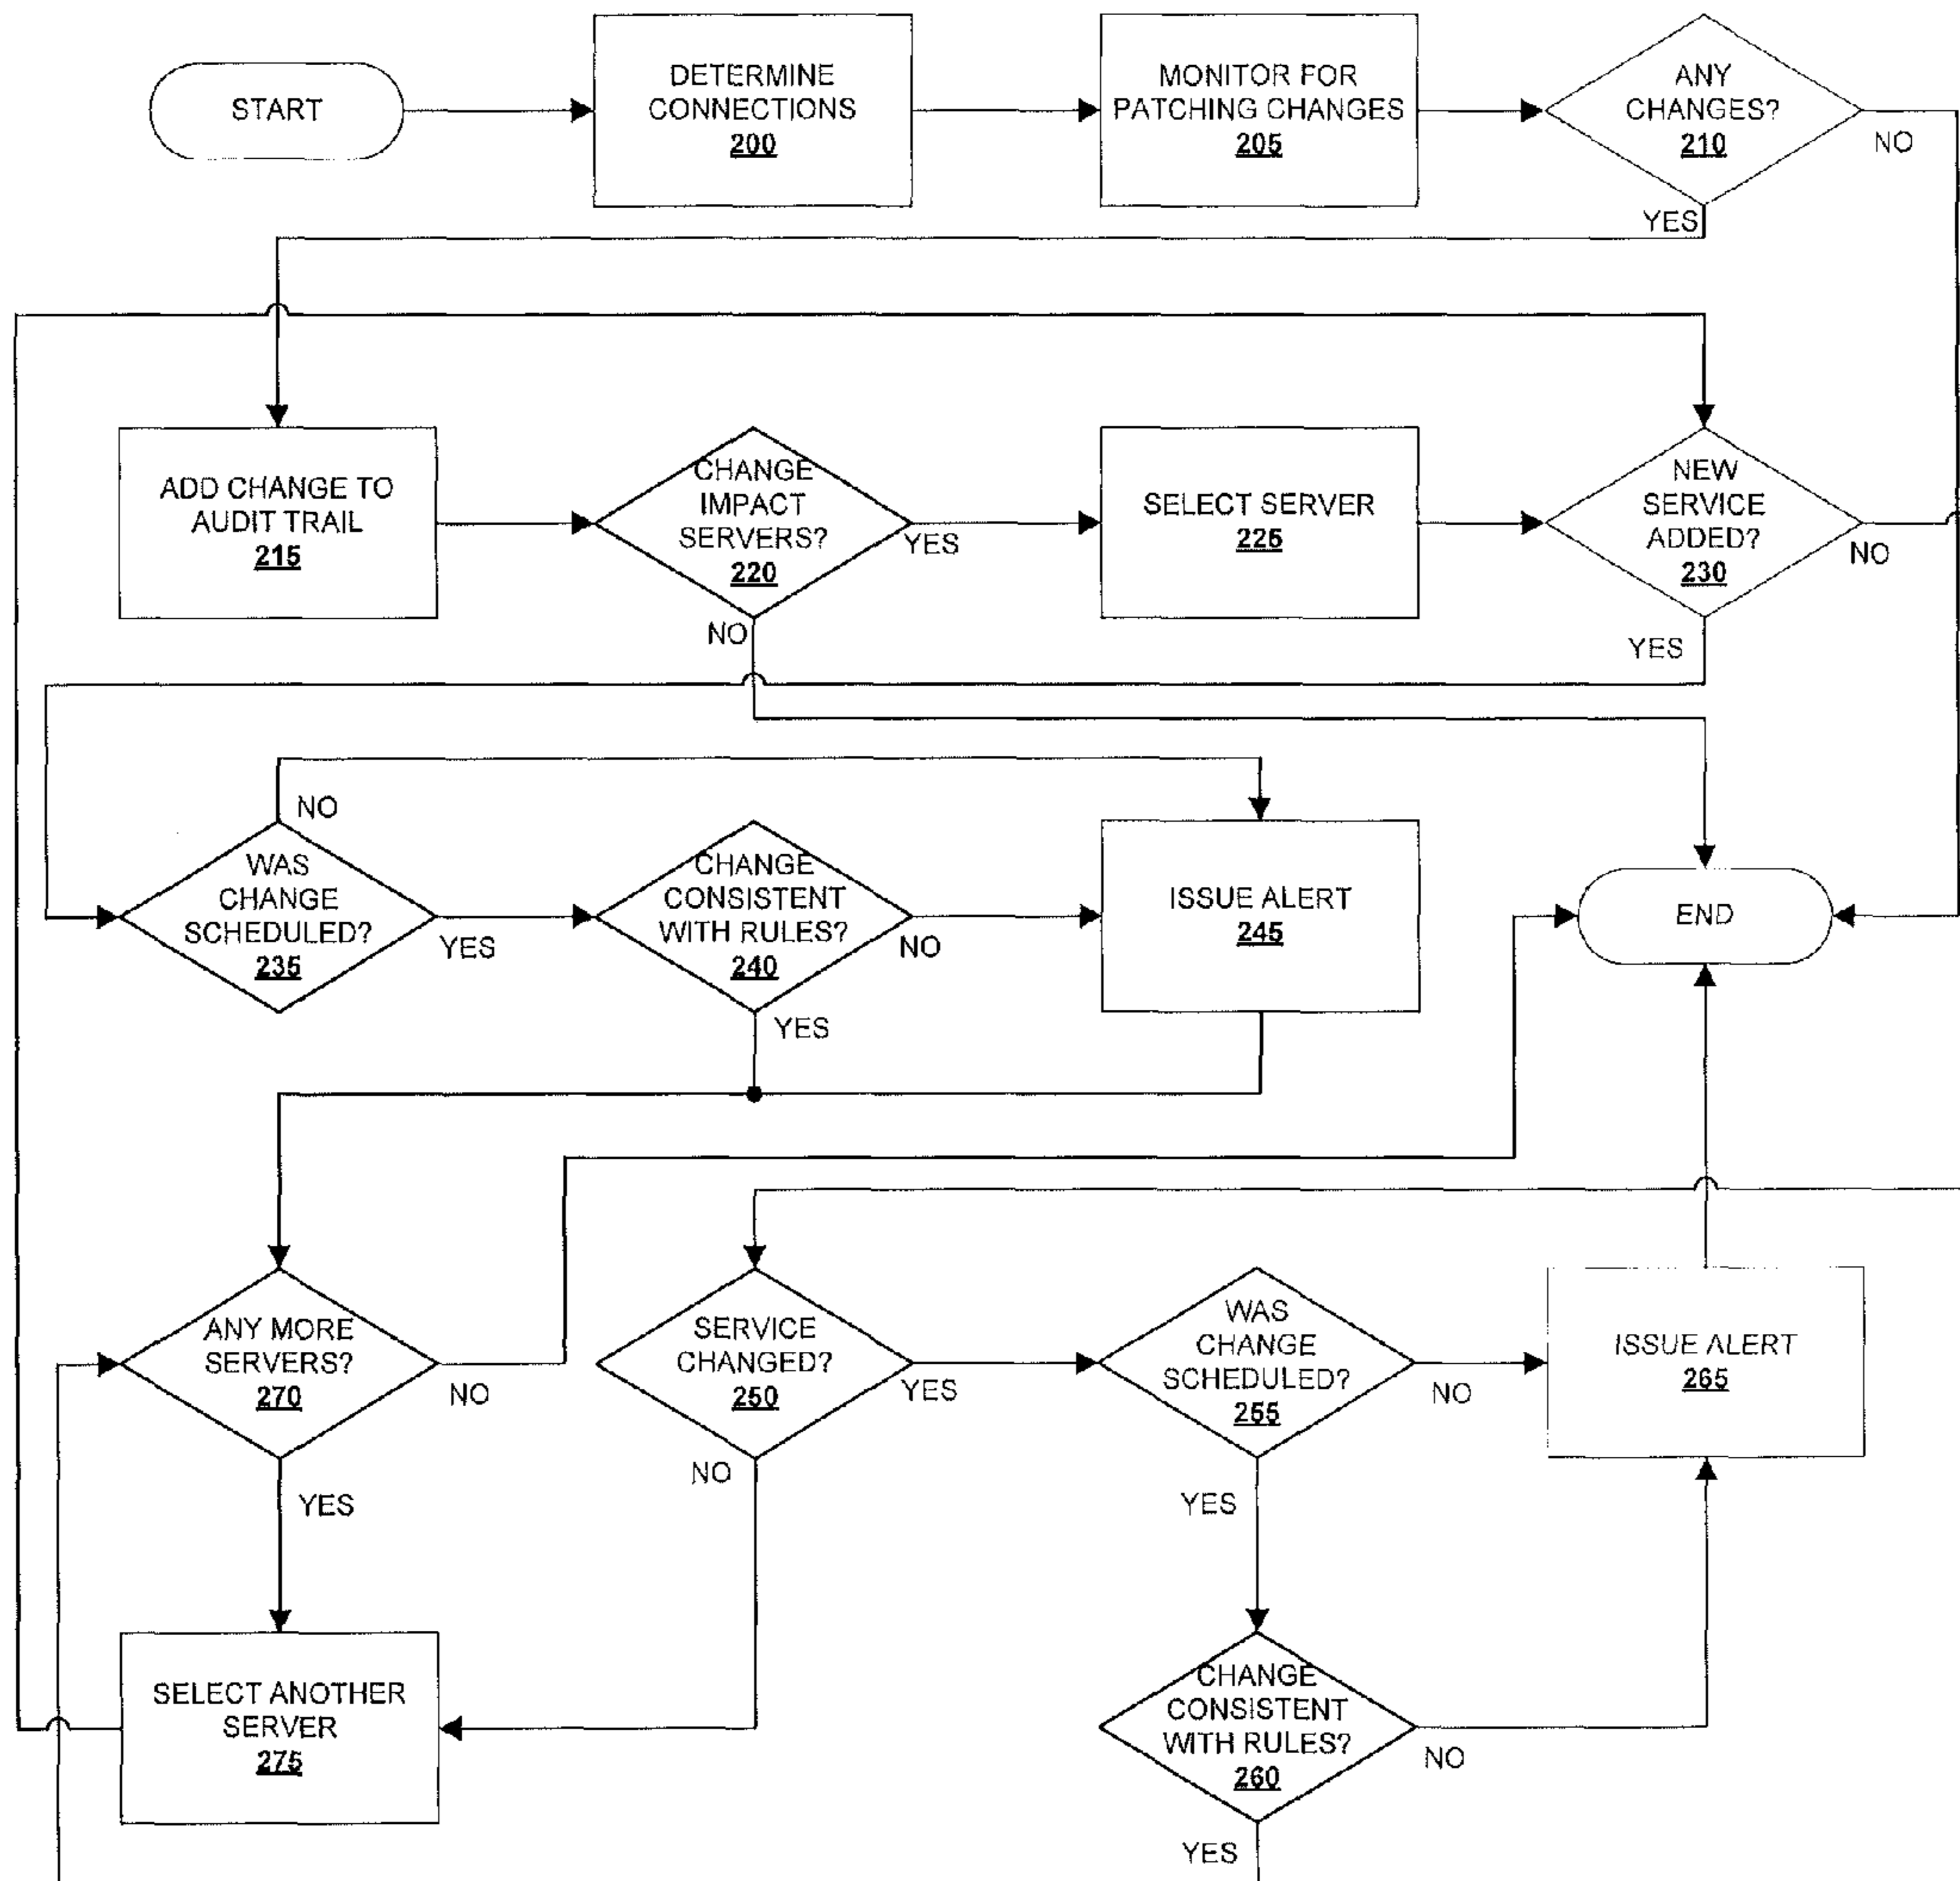 START
DETERMINE
CONNECTIONS
200
MONITOR FOR
PATCHING CHANGES
205
ANY
CHANGES?
210
NO
YES
ADD CHANGE TO
AUDIT TRAIL
215
CHANGE
IMPACT
SERVERS?
220
YES
NO
SELECT SERVER
225
NEW
SERVICE
ADDED?
230
NO
YES
NO
WAS
CHANGE
SCHEDULED?
235
YES
CHANGE
CONSISTENT
WITH RULES?
240
NO
YES
ISSUE ALERT
245
END
ANY MORE
SERVERS?
270
NO
YES
SERVICE
CHANGED?
250
YES
NO
WAS
CHANGE
SCHEDULED?
255
NO
YES
ISSUE ALERT
265
SELECT ANOTHER
SERVER
275
CHANGE
CONSISTENT
WITH RULES?
260
NO
YES